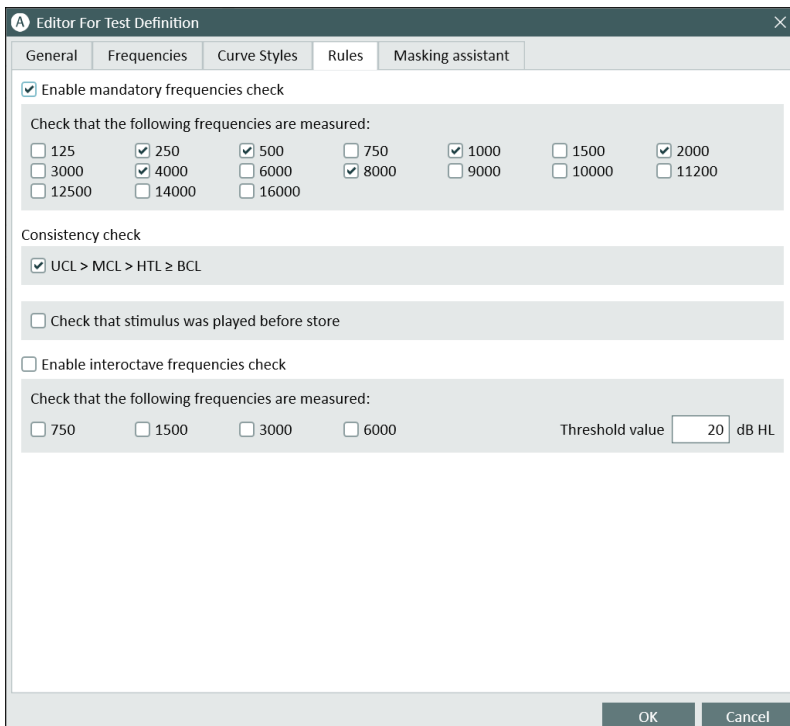 A Editor For Test Definition
General Frequencies Curve Styles Rules Masking assistant
Enable mandatory frequencies check
Check that the following frequencies are measured:
125 250 500 750 1000 1500 2000
3000 4000 6000 8000 9000 10000 11200
12500 14000 16000
Consistency check
UCL > MCL > HTL ≥ BCL
Check that stimulus was played before store
Enable interoctave frequencies check
Check that the following frequencies are measured:
750 1500 3000 6000 Threshold value 20 dB HL
OK Cancel